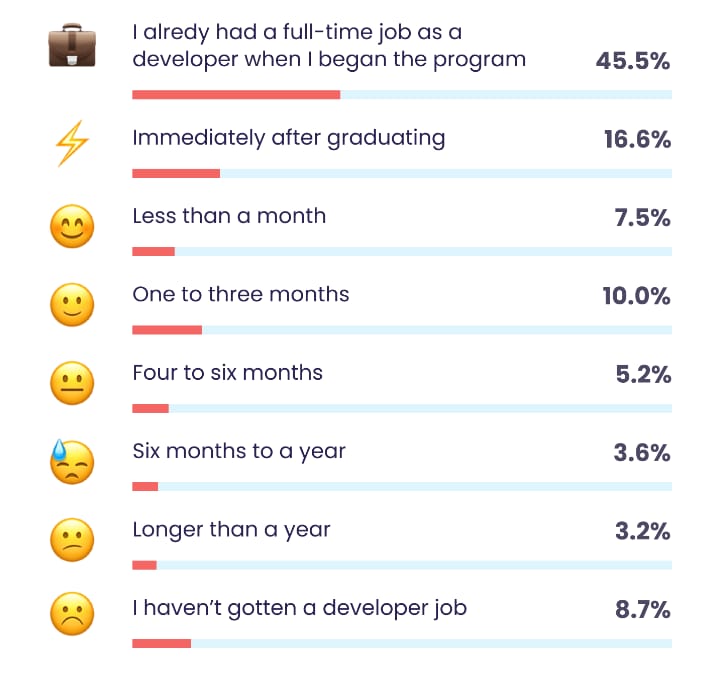 I alredy had a full-time job as a
developer when I began the program
45.5%
Immediately after graduating
16.6%
Less than a month
7.5%
One to three months
10.0%
Four to six months
5.2%
Six months to a year
3.6%
Longer than a year
3.2%
I haven’t gotten a developer job
8.7%